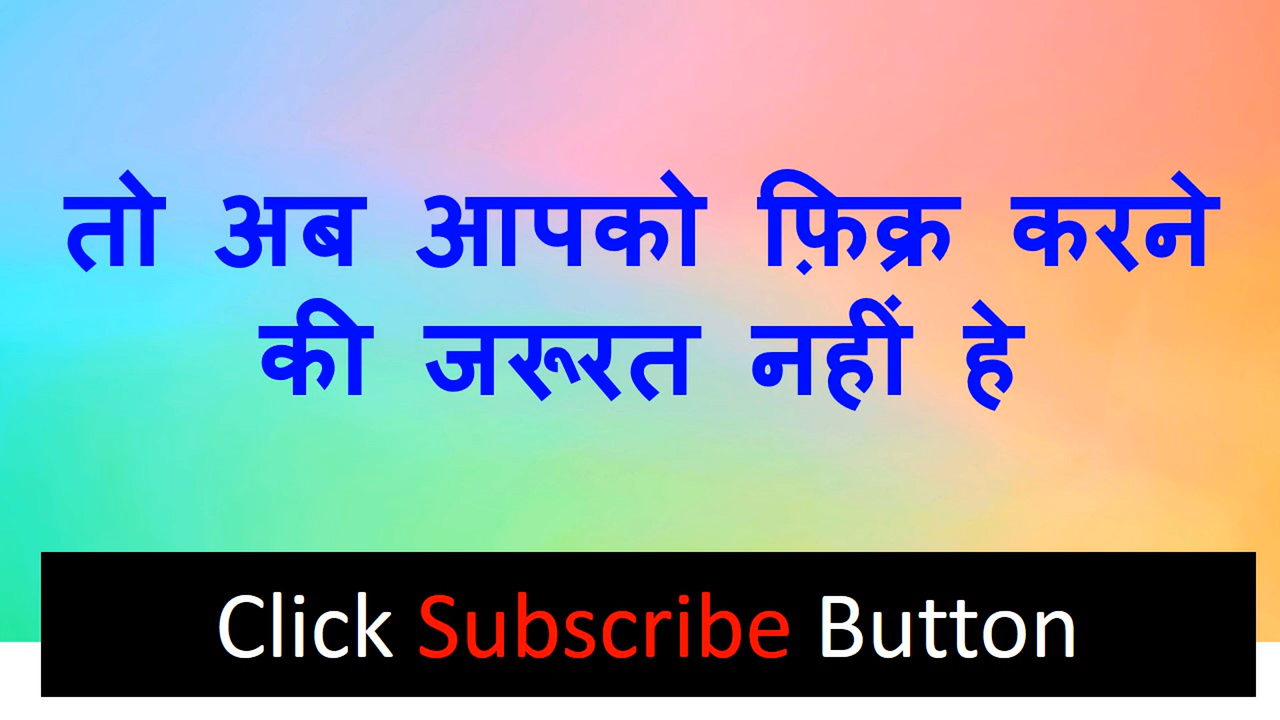 तो अब आपको फ़िक्र करने
की जरूरत नहीं हे
Click Subscribe Button